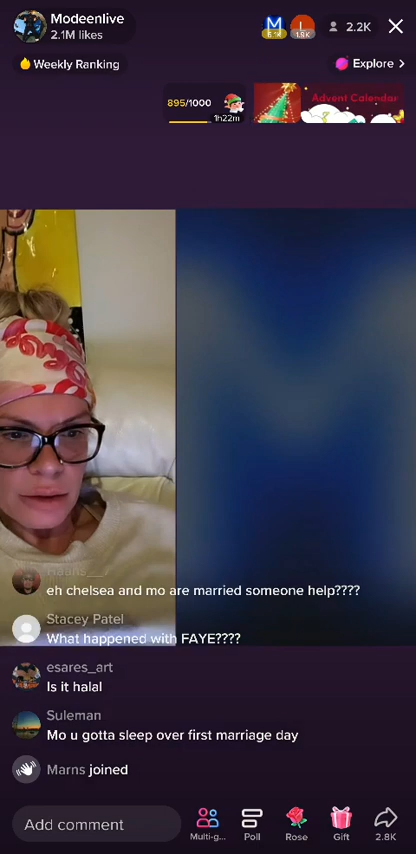 Modeenlive
2.1M likes
M
L
1.9K
2.2K
Weekly Ranking
Explore >
895/1000
1h22m
Advent Calendar
eh chelsea and mo are married someone help????
Stacey Patel
What happened with FAYE????
esares_art
Is it halal
Suleman
Mo u gotta sleep over first marriage day
Marns joined
Add comment
Multi-g...
Poll
Rose
Gift
2.8K